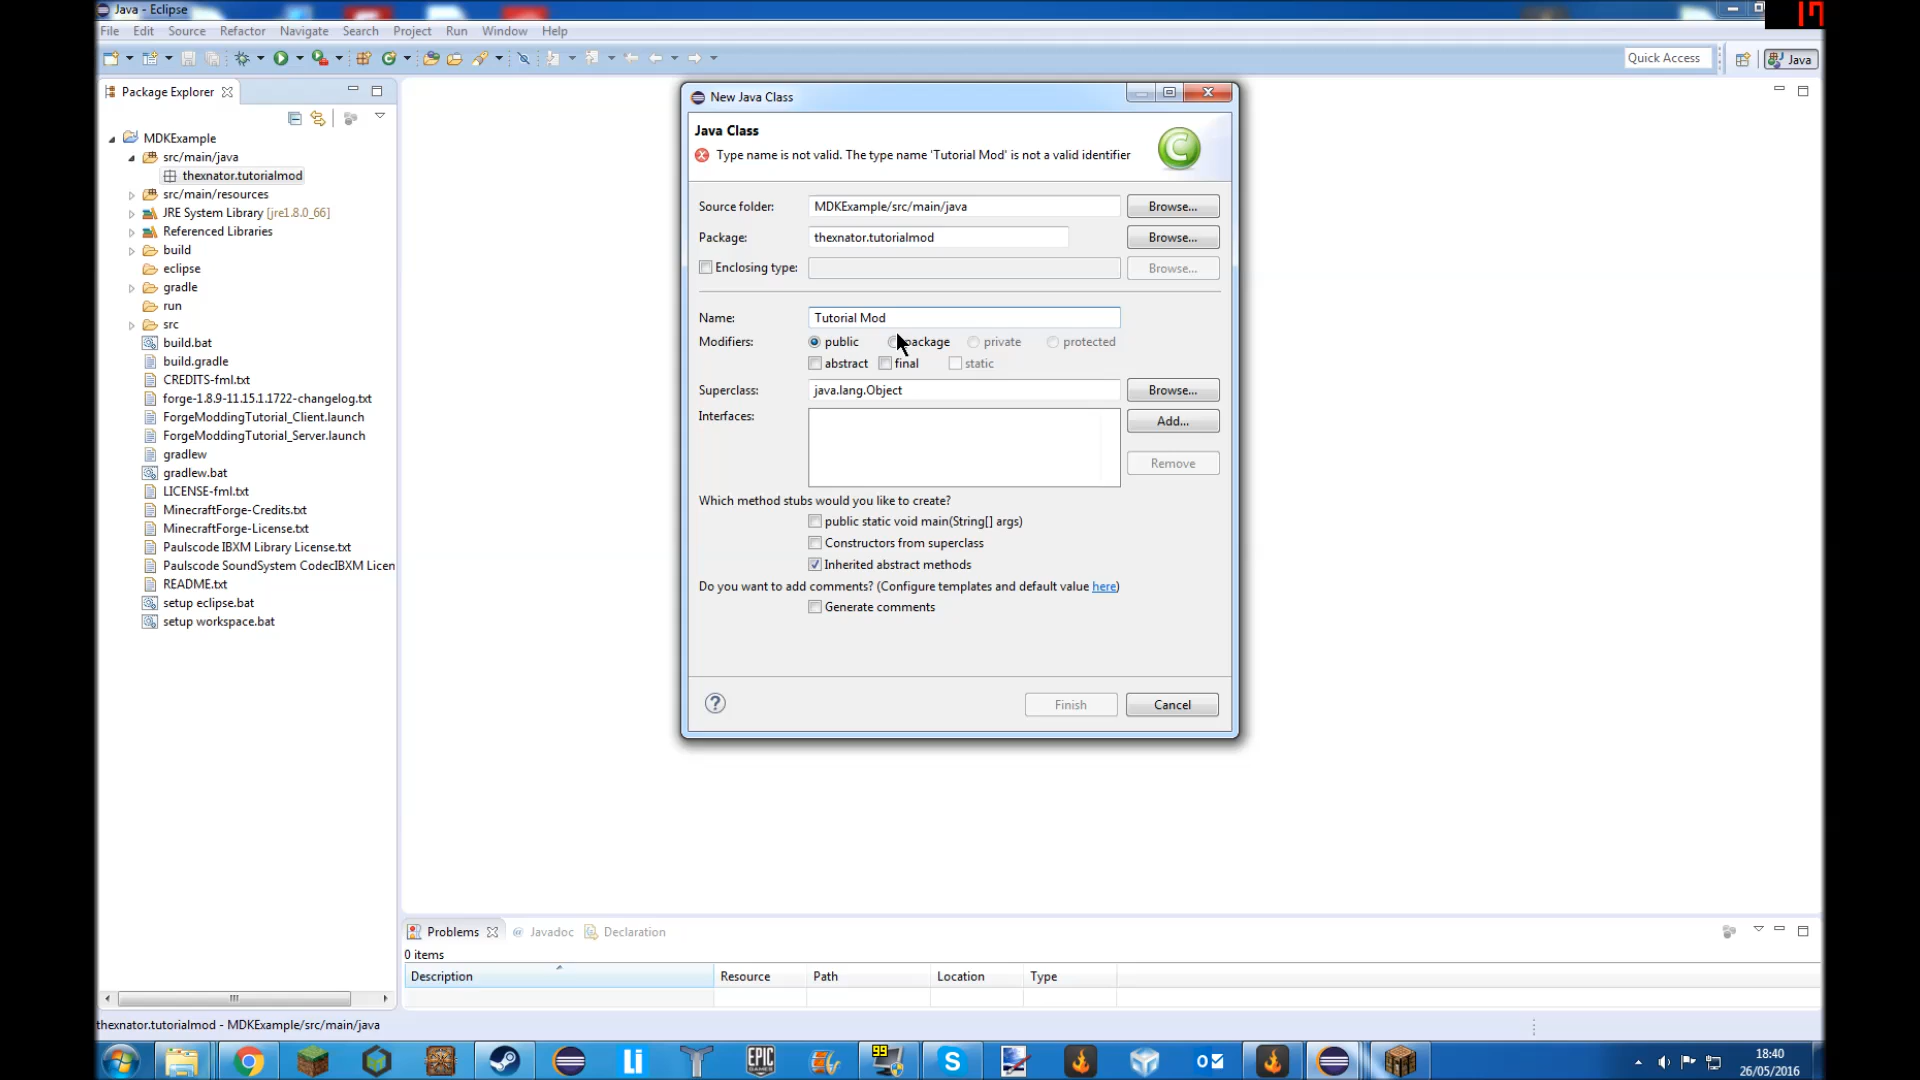 Java - Eclipse
17
File Edit Source Refactor Navigate Search Project Run Window Help
Quick Access Java
Package Explorer
MDKExample
src/main/java
thexnator.tutorialmod
src/main/resources
JRE System Library [jre1.8.0_66]
Referenced Libraries
build
eclipse
gradle
run
src
build.bat
build.gradle
CREDITS-fml.txt
forge-1.8.9-11.15.1.1722-changelog.txt
ForgeModdingTutorial_Client.launch
ForgeModdingTutorial_Server.launch
gradlew
gradlew.bat
LICENSE-fml.txt
MinecraftForge-Credits.txt
MinecraftForge-License.txt
Paulscode IBXM Library License.txt
Paulscode SoundSystem CodecIBXM Licen
README.txt
setup eclipse.bat
setup workspace.bat
New Java Class
Java Class
Type name is not valid. The type name 'Tutorial Mod' is not a valid identifier
Source folder: MDKExample/src/main/java Browse...
Package: thexnator.tutorialmod Browse...
Enclosing type: Browse...
Name: Tutorial Mod
Modifiers: public package private protected
abstract final static
Superclass: java.lang.Object Browse...
Interfaces: Add...
Remove
Which method stubs would you like to create?
public static void main(String[] args)
Constructors from superclass
Inherited abstract methods
Do you want to add comments? (Configure templates and default value here)
Generate comments
? Finish Cancel
Problems @ Javadoc Declaration
0 items
Description Resource Path Location Type
thexnator.tutorialmod - MDKExample/src/main/java
Li EPIC GAMES 99 S
18:40
26/05/2016